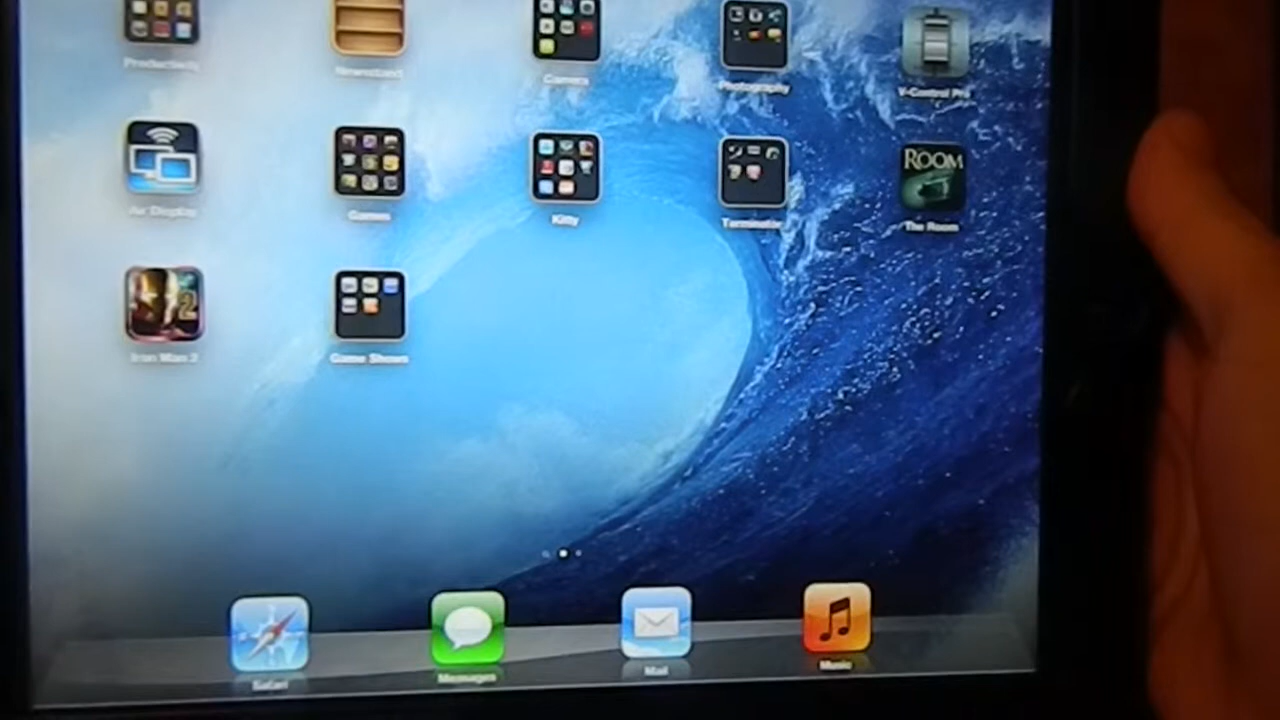 Productivity
Newsstand
Camera
Photography
V-Control Pro
Air Display
Games
Kitty
Terminator
ROOM
The Room
2
Iron Man 2
Game Shows
Safari
Messages
Mail
Music